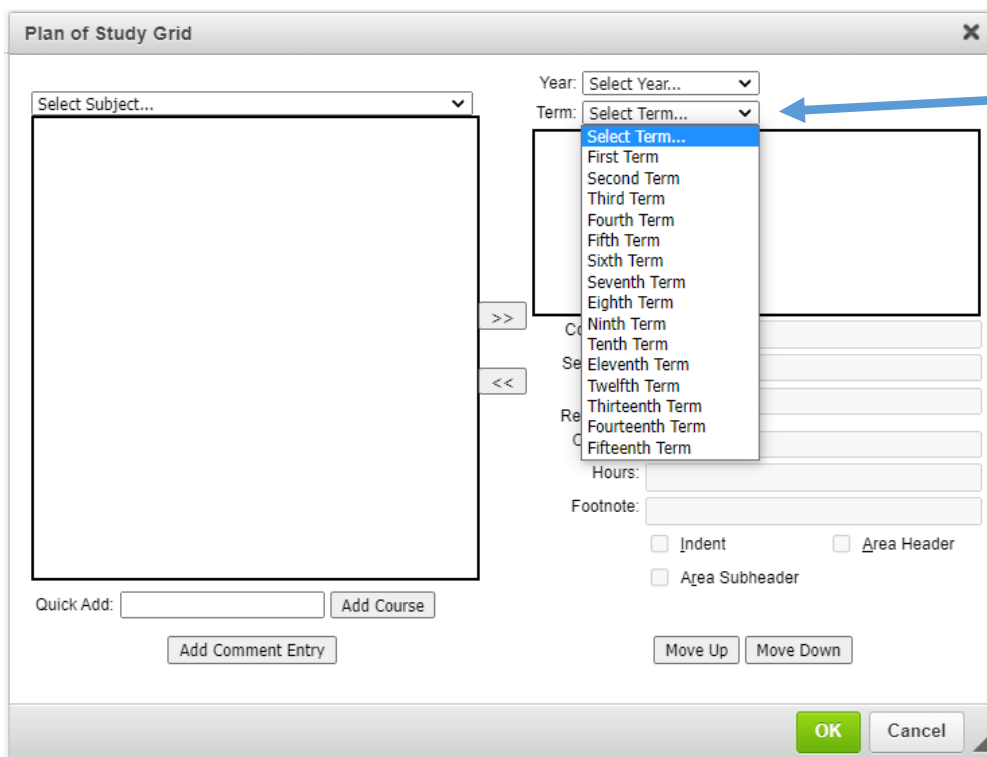 Plan of Study Grid
Year: Select Year...
Select Subject...
Term: Select Term...
Select Term...
First Term
Second Term
Third Term
Fourth Term
Fifth Term
Sixth Term
Seventh Term
Eighth Term
Ninth Term
Tenth Term
Eleventh Term
Twelfth Term
Thirteenth Term
Fourteenth Term
Fifteenth Term
>>
<<
Hours:
Footnote:
Indent
Area Header
Area Subheader
Quick Add:
Add Course
Add Comment Entry
Move Up
Move Down
OK
Cancel